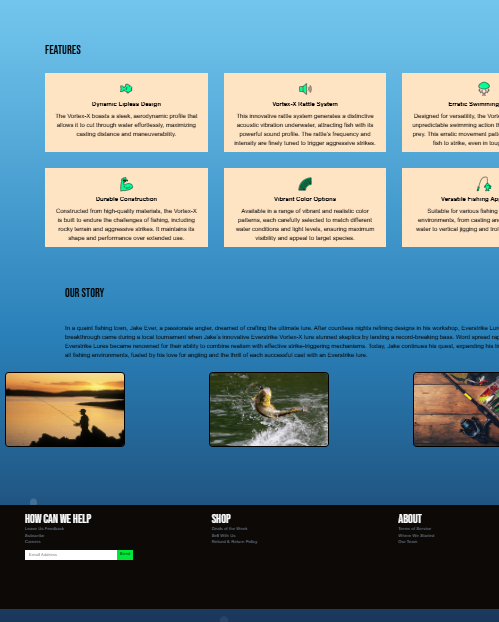 FEATURES
Dynamic Lipless Design
The Vortex-X boasts a sleek, aerodynamic profile that
allows it to cut through water effortlessly, maximizing
casting distance and maneuverability.
Vortex-X Rattle System
This innovative rattle system generates a distinctive
acoustic vibration underwater, attracting fish with its
powerful sound profile. The rattle's frequency and
intensity are finely tuned to trigger aggressive strikes.
Erratic Swimming
Designed for versatility, the Vort
unpredictable swimming action t
prey. This erratic movement patt
fish to strike, even in toug
Durable Construction
Constructed from high-quality materials, the Vortex-X
is built to endure the challenges of fishing, including
rocky terrain and aggressive strikes. It maintains its
shape and performance over extended use.
Vibrant Color Options
Available in a range of vibrant and realistic color
patterns, each carefully selected to match different
water conditions and light levels, ensuring maximum
visibility and appeal to target species.
Versatile Fishing App
Suitable for various fishing
environments, from casting an
water to vertical jigging and troll
OUR STORY
In a quaint fishing town, Jake Ever, a passionate angler, dreamed of crafting the ultimate lure. After countless nights refining designs in his workshop, Everstrike Lur
breakthrough came during a local tournament when Jake's innovative Everstrike Vortex-X lure stunned skeptics by landing a record-breaking bass. Word spread rap
Everstrike Lures became renowned for their ability to combine realism with effective strike-triggering mechanisms. Today, Jake continues his quest, expanding his l
all fishing environments, fueled by his love for angling and the thrill of each successful cast with an Everstrike lure.
HOW CAN WE HELP
Leave Us Feedback
Subscribe
Careers
Email Address
Send
SHOP
Deals of the Week
Sell With Us
Refund & Return Policy
ABOUT
Terms of Service
Where We Started
Our Team